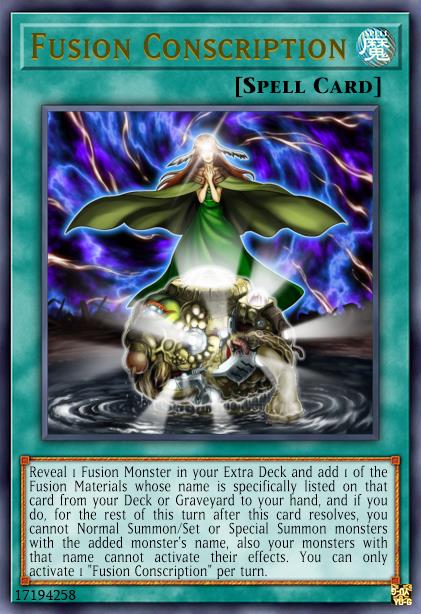 Fusion Conscription
SPELL
魔
[Spell Card]
Reveal 1 Fusion Monster in your Extra Deck and add 1 of the
Fusion Materials whose name is specifically listed on that
card from your Deck or Graveyard to your hand, and if you
do, for the rest of this turn after this card resolves, you
cannot Normal Summon/Set or Special Summon monsters
with the added monster's name, also your monsters with
that name cannot activate their effects. You can only
activate 1 "Fusion Conscription" per turn.
17194258